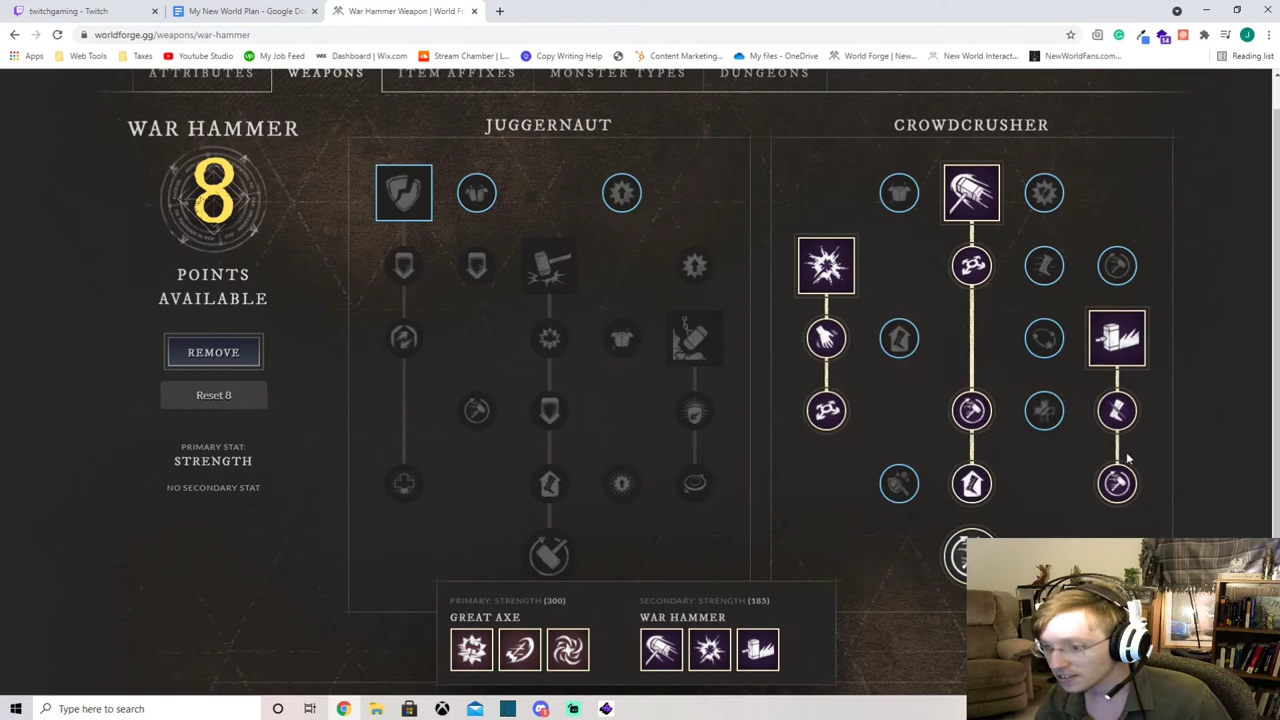 twitchgaming - Twitch
My New World Plan - Google Do
War Hammer Weapon | World Fo
worldforge.gg/weapons/war-hammer
Apps
Web Tools
Taxes
Youtube Studio
My Job Feed
WIX Dashboard | Wix.com
Stream Chamber | L...
Copy Writing Help
Content Marketing...
My files - OneDrive
World Forge | New...
New World Interact...
NewWorldFans.com...
Reading list
ATTRIBUTES
WEAPONS
ITEM AFFIXES
MONSTER TYPES
DUNGEONS
WAR HAMMER
8
POINTS
AVAILABLE
REMOVE
Reset 8
PRIMARY STAT:
STRENGTH
NO SECONDARY STAT
JUGGERNAUT
CROWDCRUSHER
PRIMARY: STRENGTH (300)
GREAT AXE
SECONDARY: STRENGTH (185)
WAR HAMMER
Type here to search